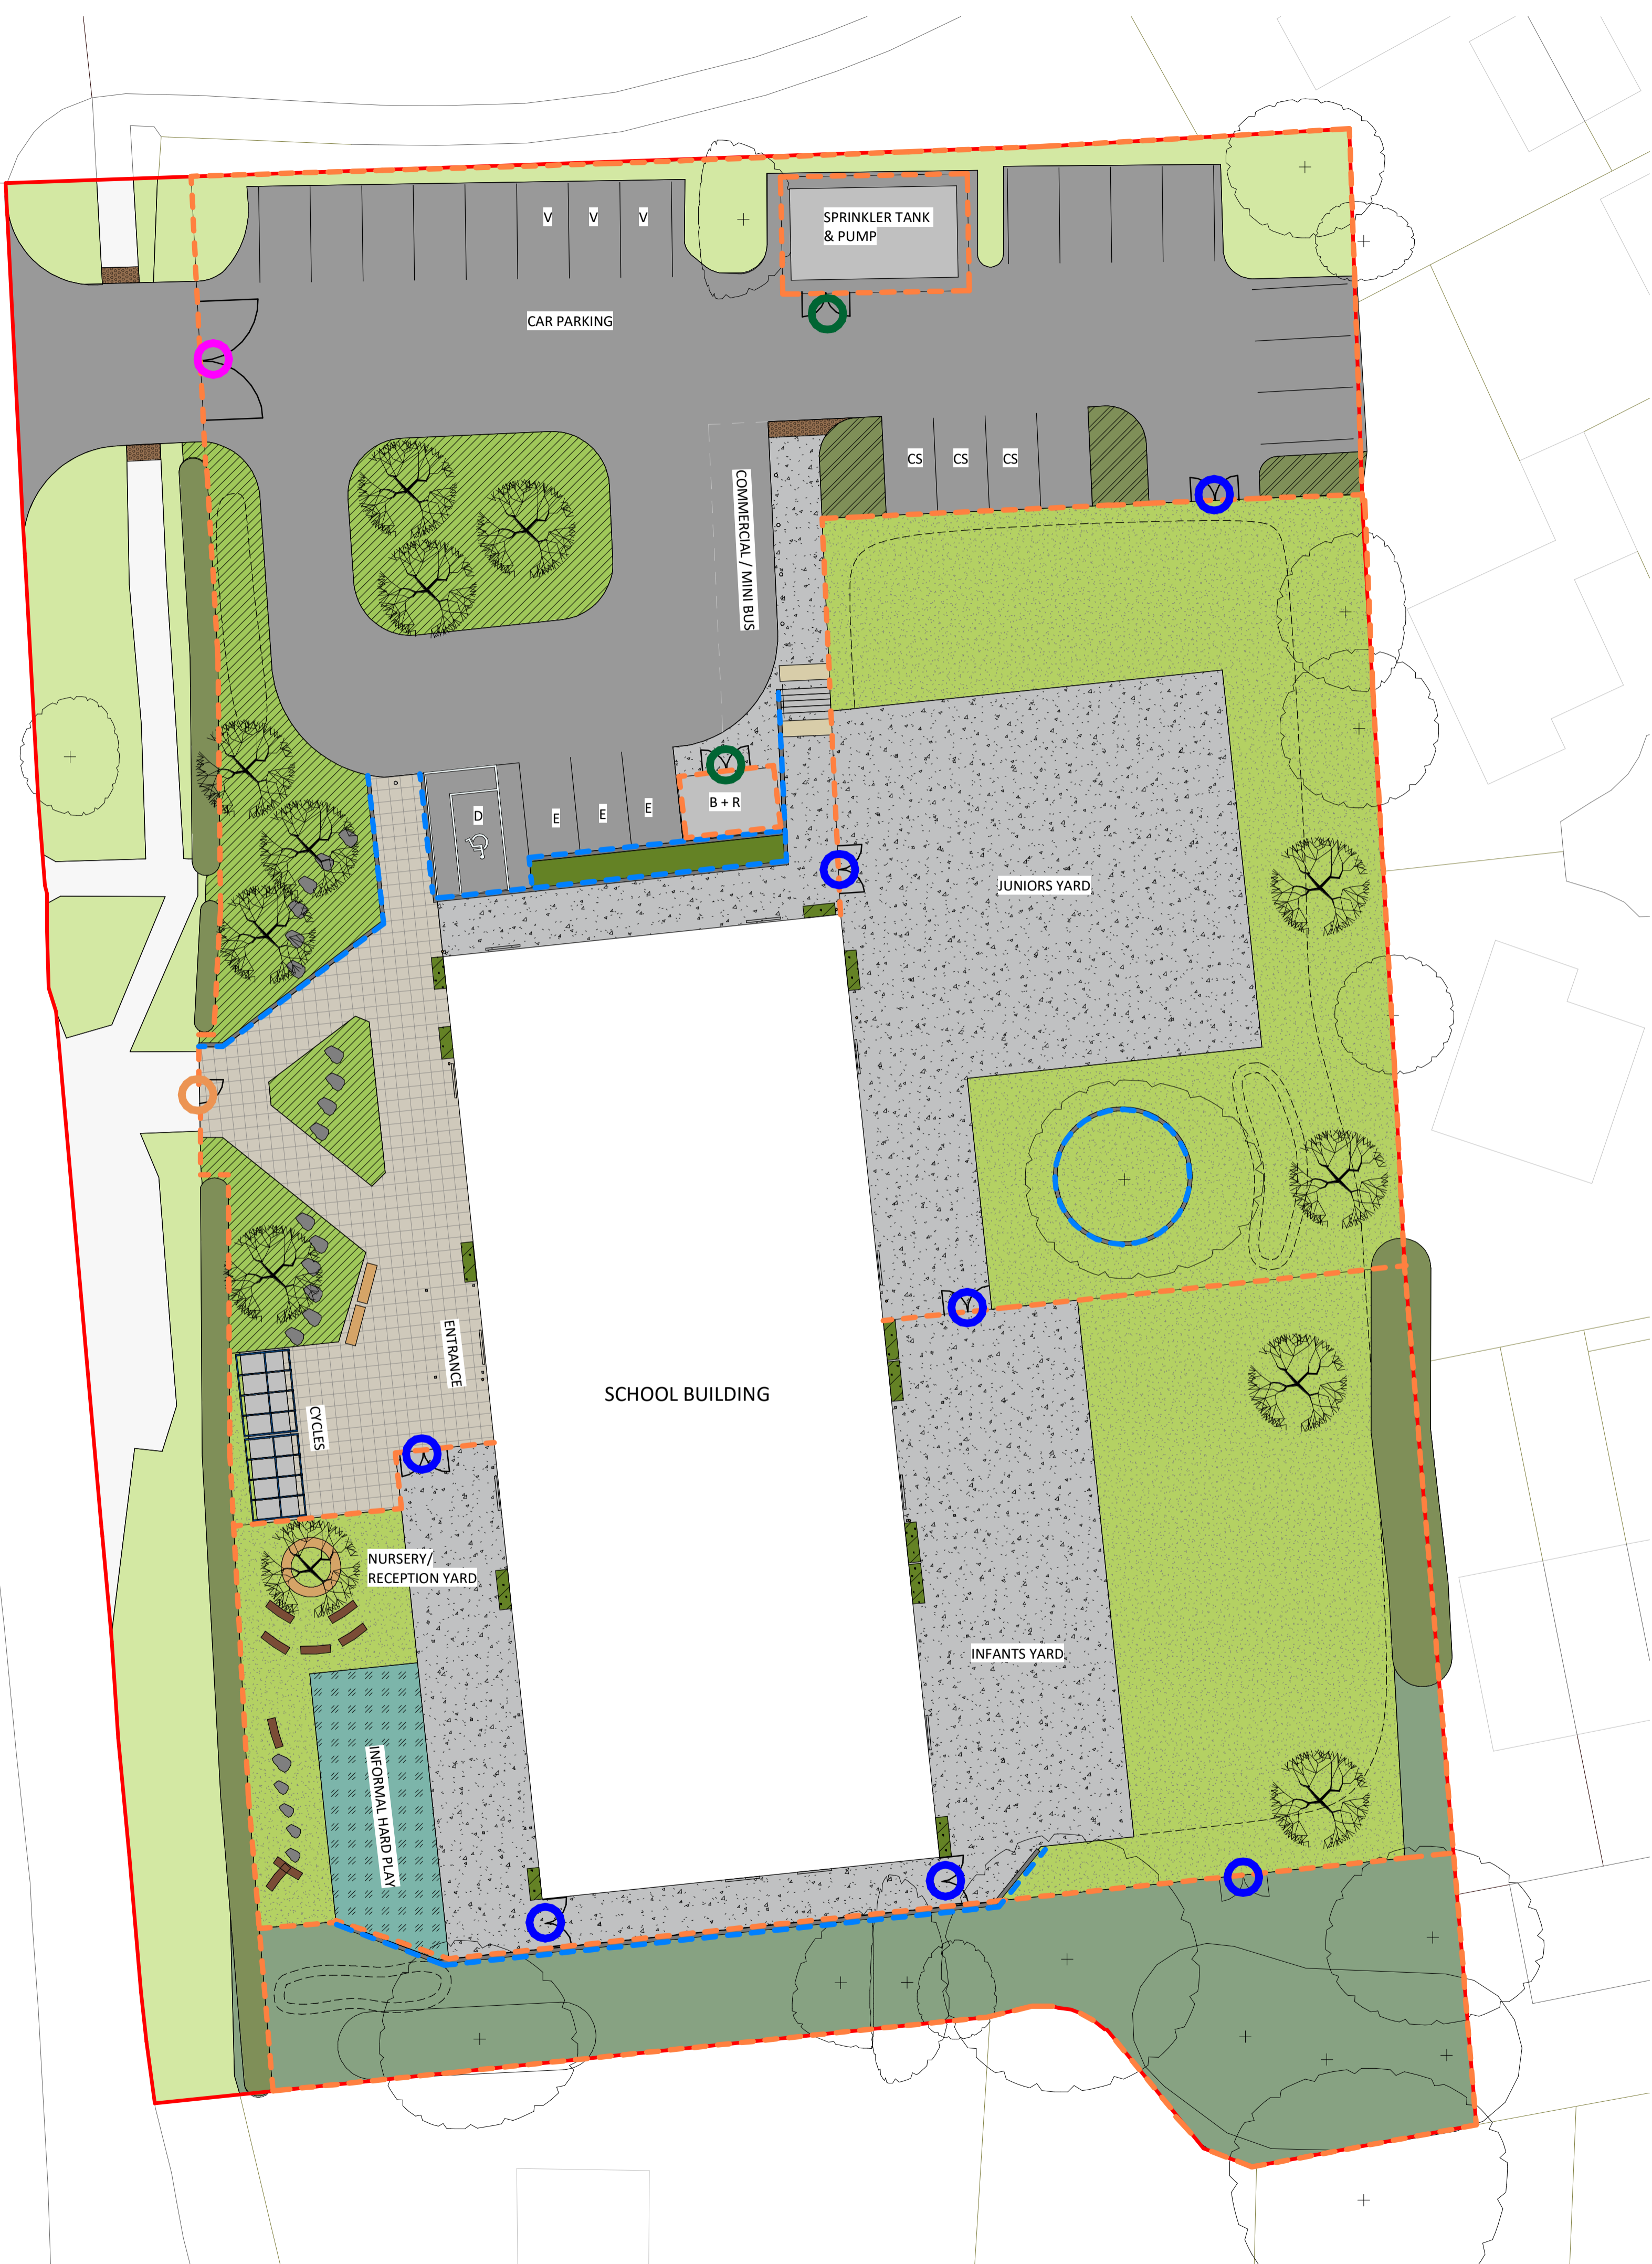 V V V
SPRINKLER TANK
& PUMP
CAR PARKING
CS CS CS
COMMERCIAL / MINI BUS
D
E E E
B + R
JUNIORS YARD
ENTRANCE
SCHOOL BUILDING
CYCLES
NURSERY/
RECEPTION YARD
INFANTS YARD
INFORMAL HARD PLAY